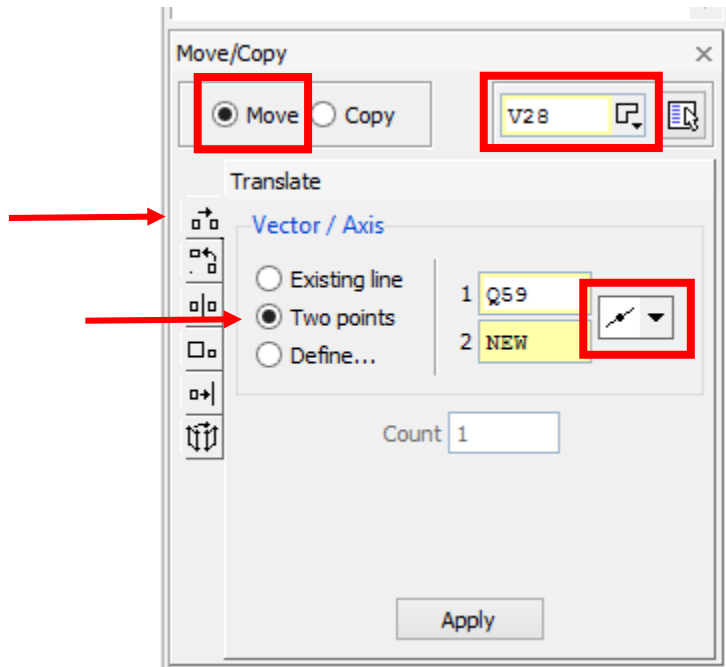 Move/Copy
Move Copy V28
Translate
Vector / Axis
Existing line
Two points
Define...
1 Q59
2 NEW
Count 1
Apply